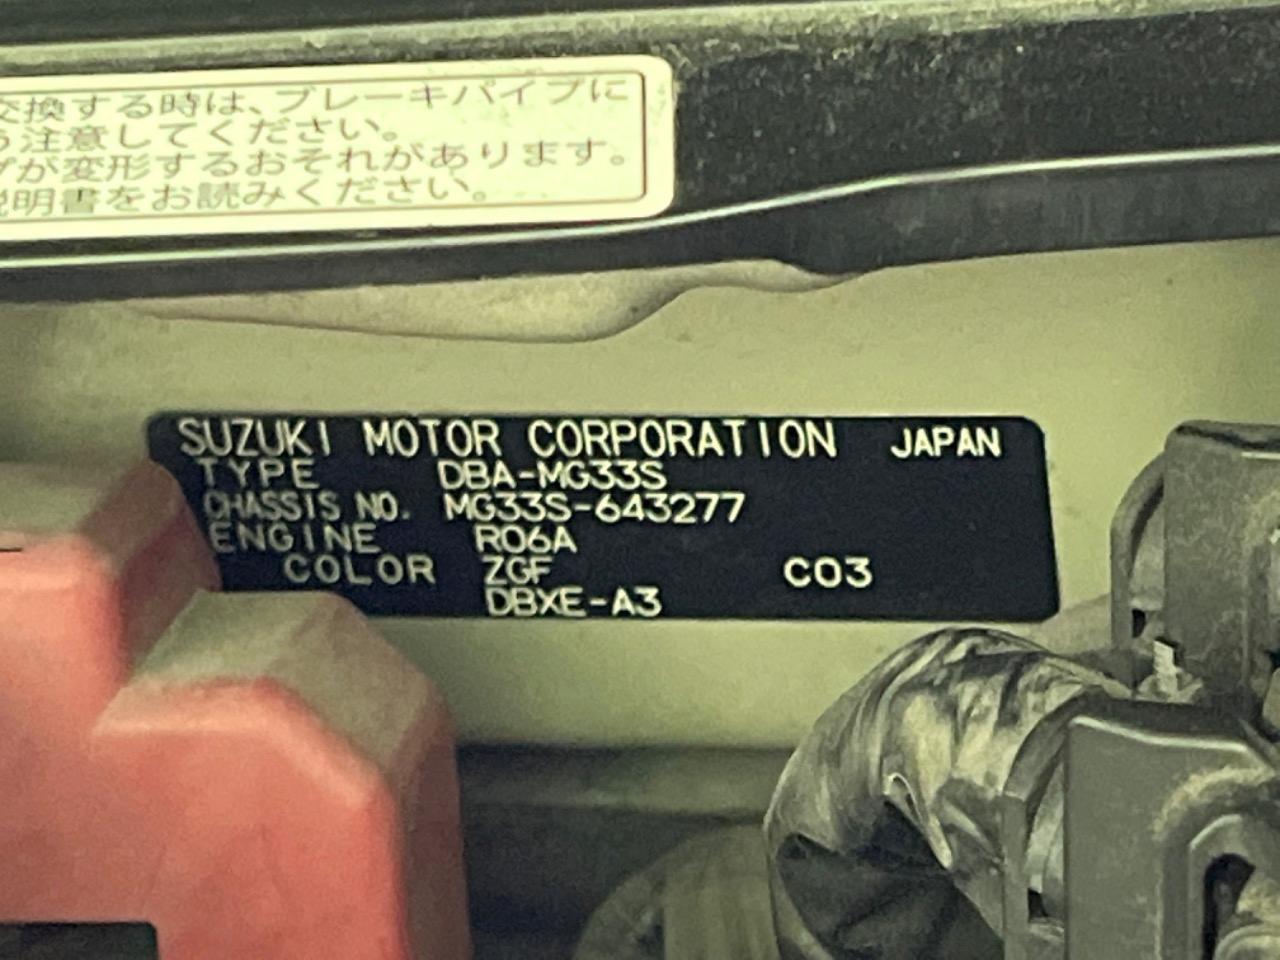 交換する時は、ブレーキパイプに
う注意してください。
プが変形するおそれがあります。
説明書をお読みください。
SUZUKI MOTOR CORPORATION JAPAN
TYPE DBA-MG33S
CHASSIS NO. MG33S-643277
ENGINE R06A
COLOR ZGF C03
DBXE-A3